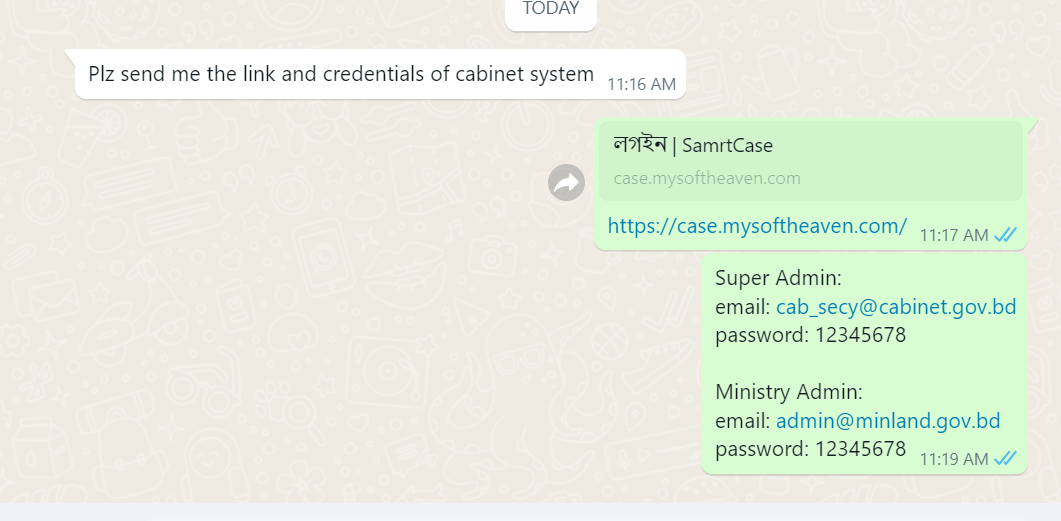 TODAY
Plz send me the link and credentials of cabinet system
11:16 AM
লগইন | SamrtCase
case.mysoftheaven.com
https://case.mysoftheaven.com/
11:17 AM
Super Admin:
email: cab_secy@cabinet.gov.bd
password: 12345678
Ministry Admin:
email: admin@minland.gov.bd
password: 12345678
11:19 AM